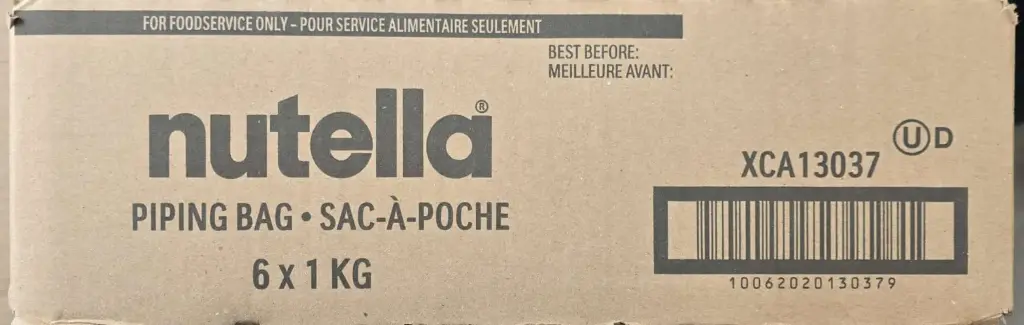 FOR FOODSERVICE ONLY – POUR SERVICE ALIMENTAIRE SEULEMENT
BEST BEFORE:
MEILLEURE AVANT:
nutella®
PIPING BAG • SAC-À-POCHE
6 x 1 KG
U D
XCA13037
10062020130379